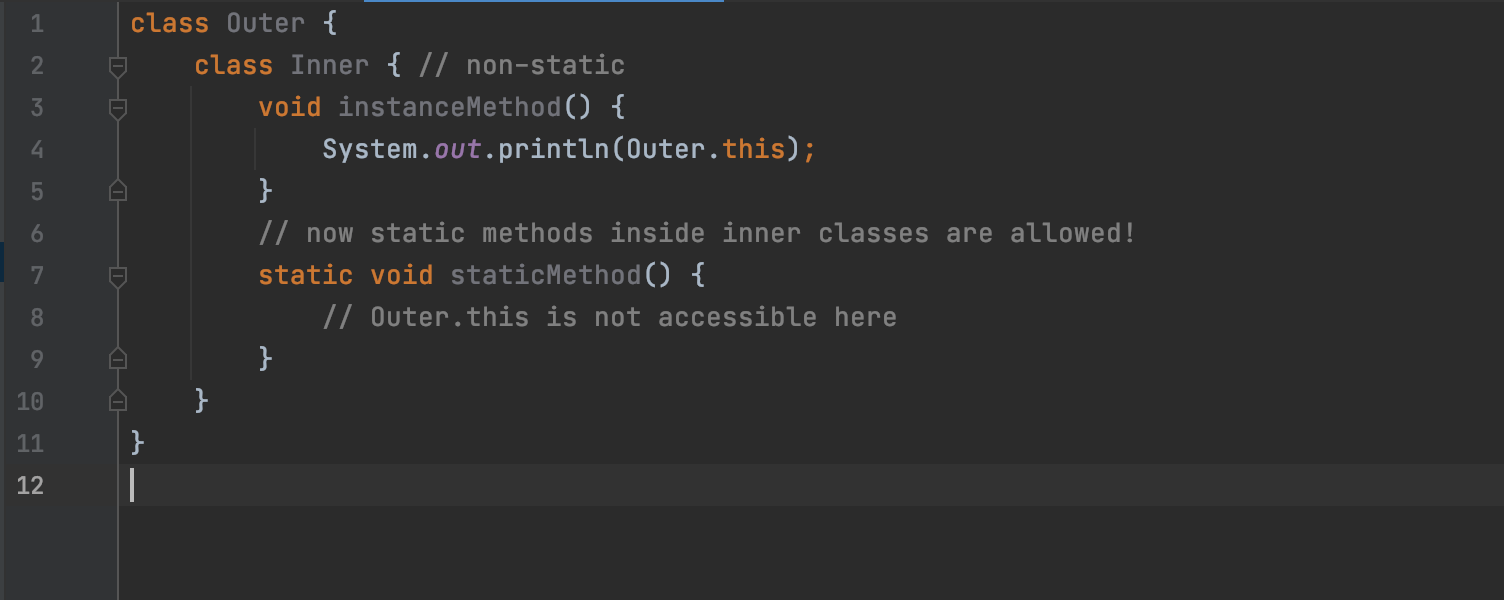 1 class Outer {
2 class Inner { // non-static
3 void instanceMethod() {
4 System.out.println(Outer.this);
5 }
6 // now static methods inside inner classes are allowed!
7 static void staticMethod() {
8 // Outer.this is not accessible here
9 }
10 }
11 }
12